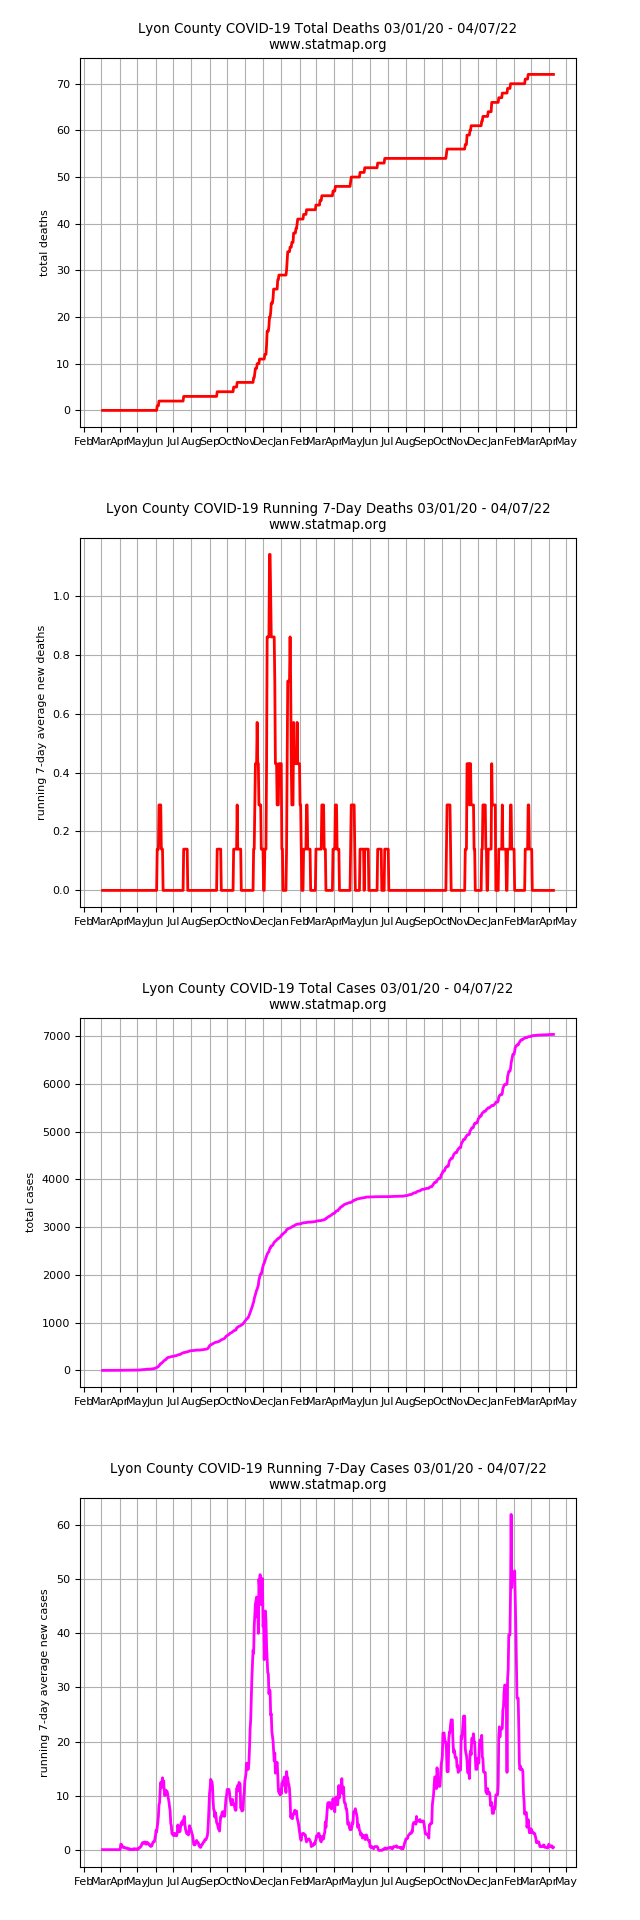 Lyon County COVID-19 Total Deaths 03/01/20 - 04/07/22
www.statmap.org
70
60
50
40
30
20
10
0
total deaths
Feb Mar Apr May Jun Jul Aug Sep Oct Nov Dec Jan Feb Mar Apr May Jun Jul Aug Sep Oct Nov Dec Jan Feb Mar Apr May
Lyon County COVID-19 Running 7-Day Deaths 03/01/20 - 04/07/22
www.statmap.org
1.0
0.8
0.6
0.4
0.2
0.0
running 7-day average new deaths
Feb Mar Apr May Jun Jul Aug Sep Oct Nov Dec Jan Feb Mar Apr May Jun Jul Aug Sep Oct Nov Dec Jan Feb Mar Apr May
Lyon County COVID-19 Total Cases 03/01/20 - 04/07/22
www.statmap.org
7000
6000
5000
4000
3000
2000
1000
0
total cases
Feb Mar Apr May Jun Jul Aug Sep Oct Nov Dec Jan Feb Mar Apr May Jun Jul Aug Sep Oct Nov Dec Jan Feb Mar Apr May
Lyon County COVID-19 Running 7-Day Cases 03/01/20 - 04/07/22
www.statmap.org
60
50
40
30
20
10
0
running 7-day average new cases
Feb Mar Apr May Jun Jul Aug Sep Oct Nov Dec Jan Feb Mar Apr May Jun Jul Aug Sep Oct Nov Dec Jan Feb Mar Apr May